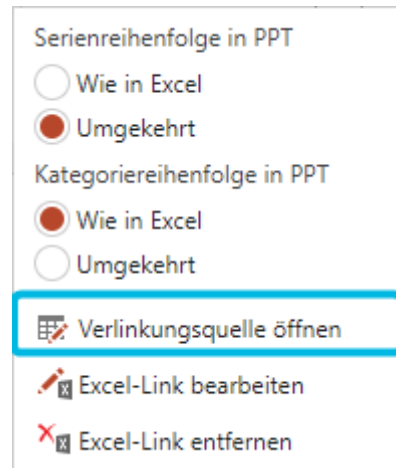 Serienreihenfolge in PPT
Wie in Excel
Umgekehrt
Kategoriereihenfolge in PPT
Wie in Excel
Umgekehrt
Verlinkungsquelle öffnen
Excel-Link bearbeiten
Excel-Link entfernen